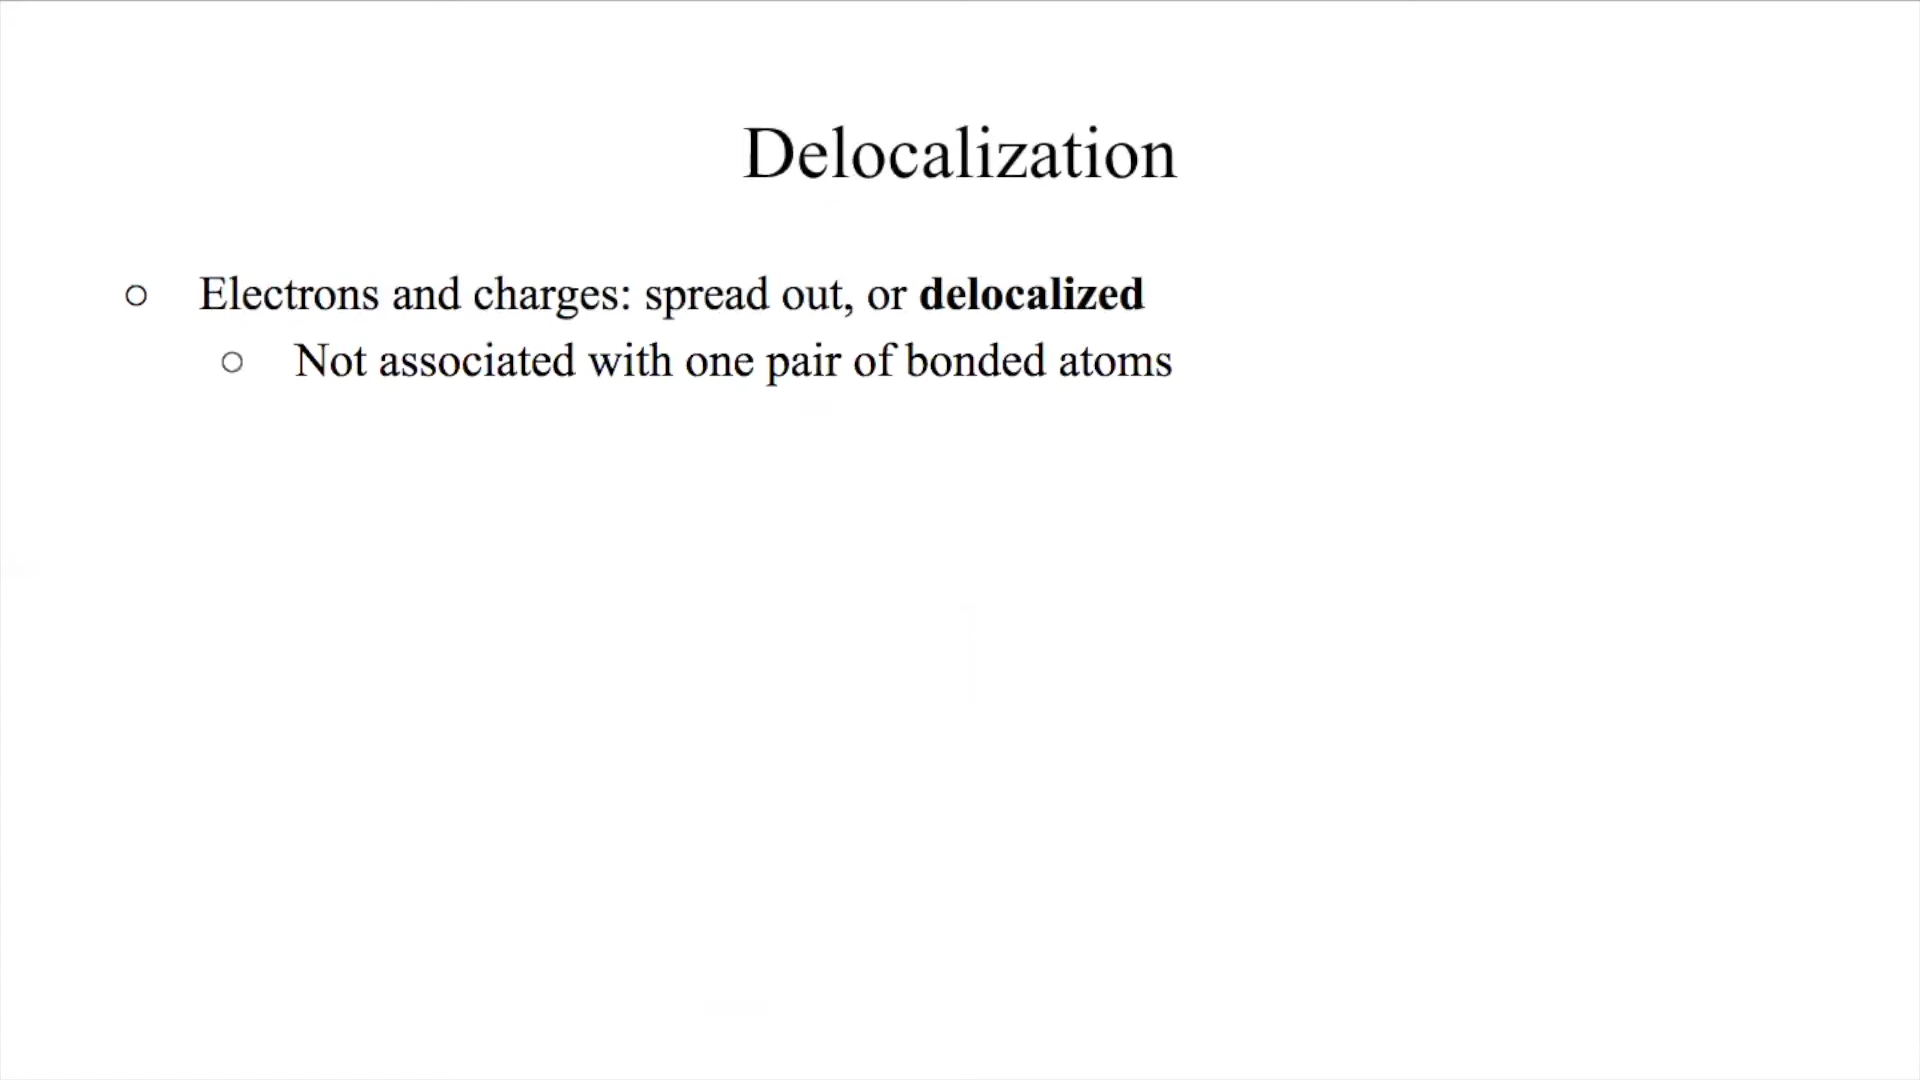 Delocalization
○ Electrons and charges: spread out, or delocalized
○ Not associated with one pair of bonded atoms